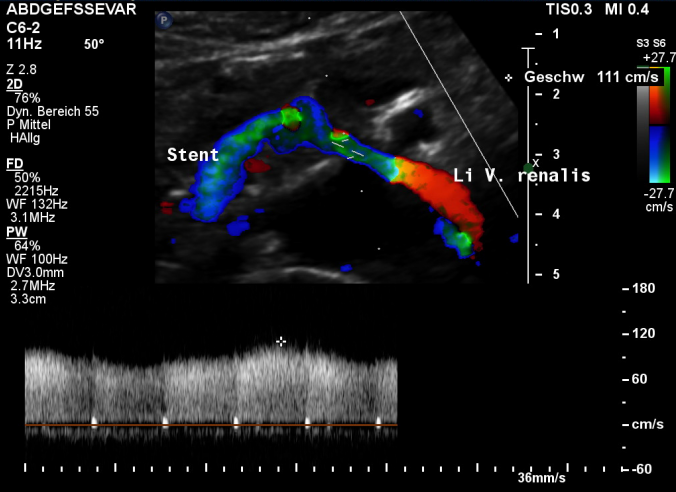 ABDGEFSSEVAR
TIS0.3 MI 0.4
C6-2
11Hz 50°
Z 2.8
2D
76%
Dyn. Bereich 55
P Mittel
HAllg
FD
50%
2215Hz
WF 132Hz
3.1MHz
PW
64%
WF 100Hz
DV3.0mm
2.7MHz
3.3cm
P
1
2
3
4
5
X
S3 S6
+27.7
Geschw 111 cm/s
-27.7
cm/s
Stent
Li V. renalis
180
120
60
cm/s
-60
36mm/s